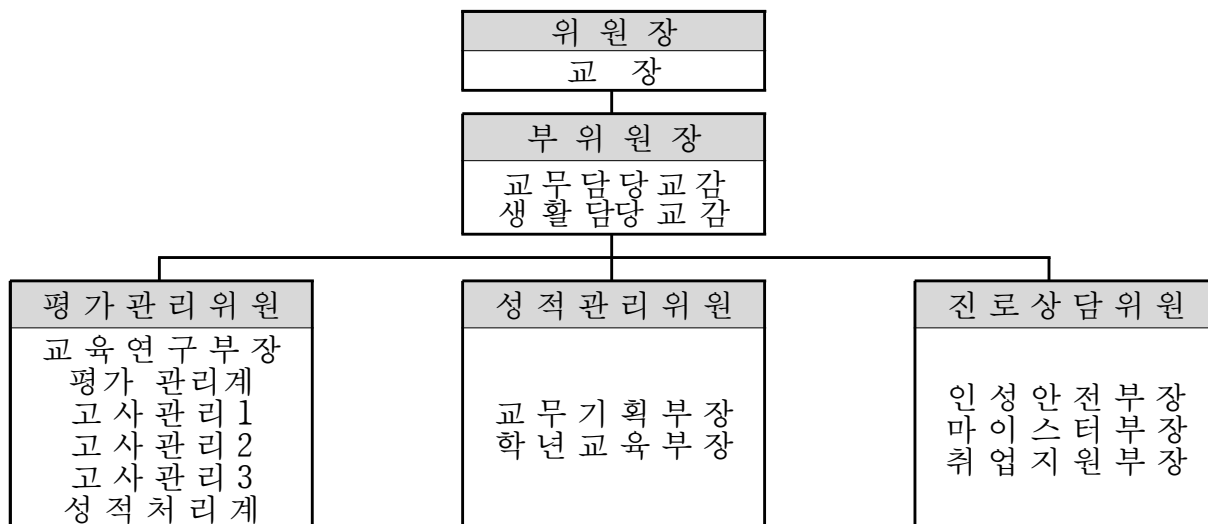 위 원 장
교 장
부 위 원 장
교 무 담 당 교 감
생 활 담당 교 감
평 가 관 리 위 원
교 육 연 구 부 장
평가 관리계
고 사 관 리 1
고 사 관 리 2
고 사 관 리 3
성 적 처 리 계
성 적 관 리 위 원
교 무 기 획 부 장
학 년 교 육 부 장
진 로 상 담 위 원
인 성 안 전 부 장
마 이 스 터 부 장
취 업 지 원 부 장